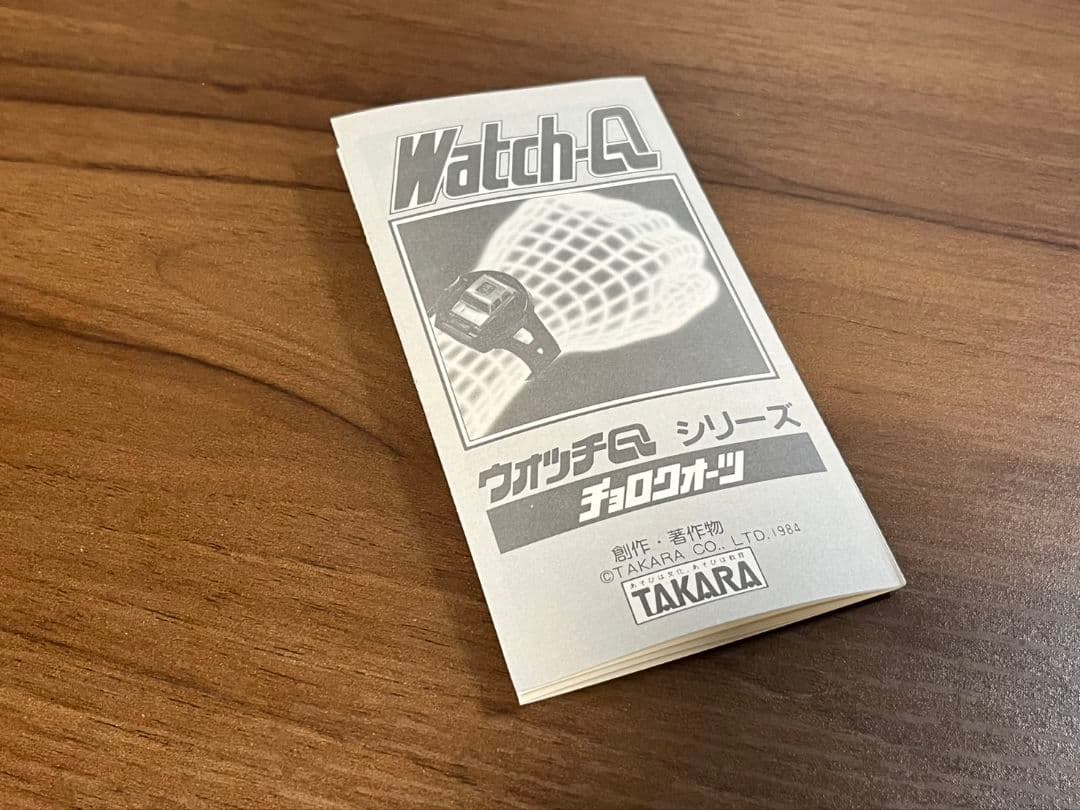 Watch-Q
ウオッチQ シリーズ
チョロクオーツ
創作・著作物
©TAKARA CO., LTD.1984
あそびは文化、あそびは教育
TAKARA